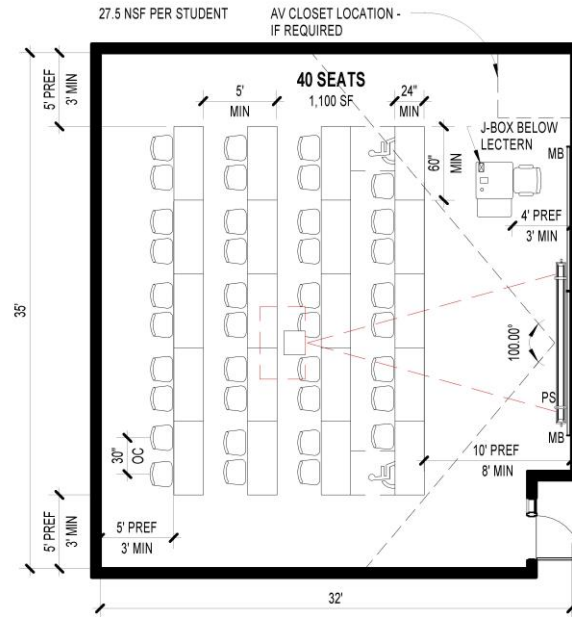 27.5 NSF PER STUDENT
AV CLOSET LOCATION -
IF REQUIRED
5' PREF
3' MIN
5'
MIN
40 SEATS
1,100 SF
24"
MIN
60"
MIN
J-BOX BELOW
LECTERN
MB
4' PREF
3' MIN
35'
100.00°
PS
MB
30"
OC
10' PREF
8' MIN
5' PREF
3' MIN
5' PREF
3' MIN
32'